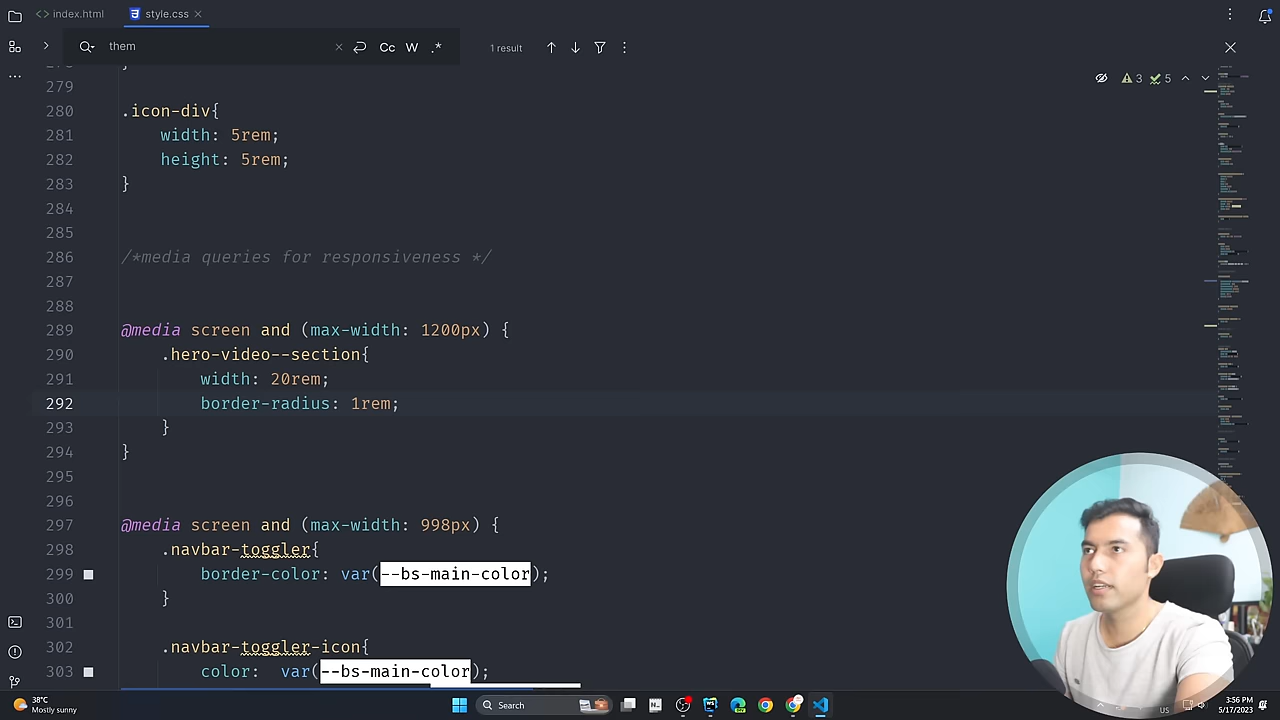 index.html
style.css
them
Cc W .*
1 result
3 5
279
280 .icon-div{
281 width: 5rem;
282 height: 5rem;
283 }
284
285
286 /*media queries for responsiveness */
287
288
289 @media screen and (max-width: 1200px) {
290 .hero-video--section{
291 width: 20rem;
292 border-radius: 1rem;
293 }
294 }
295
296
297 @media screen and (max-width: 998px) {
298 .navbar-toggler{
299 border-color: var(--bs-main-color);
300 }
301
302 .navbar-toggler-icon{
303 color: var(--bs-main-color);
38°C
Mostly sunny
Search
US
3:56 PM
5/17/2023